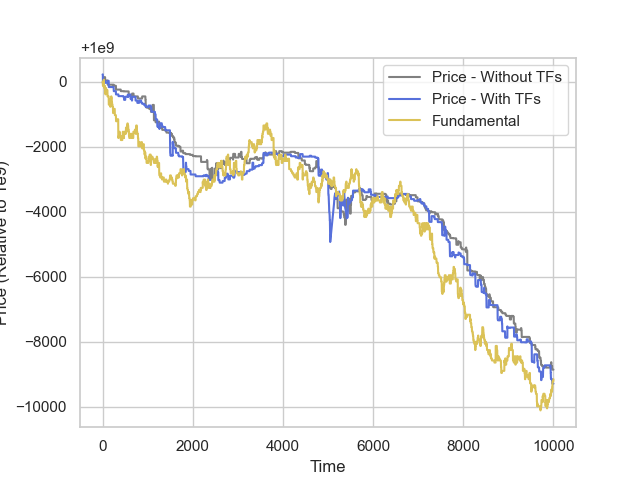 +1e9
Price - Without TFs
Price - With TFs
Fundamental
0
−2000
−4000
−6000
−8000
−10000
Price (Relative to 1e9)
0
2000
4000
6000
8000
10000
Time